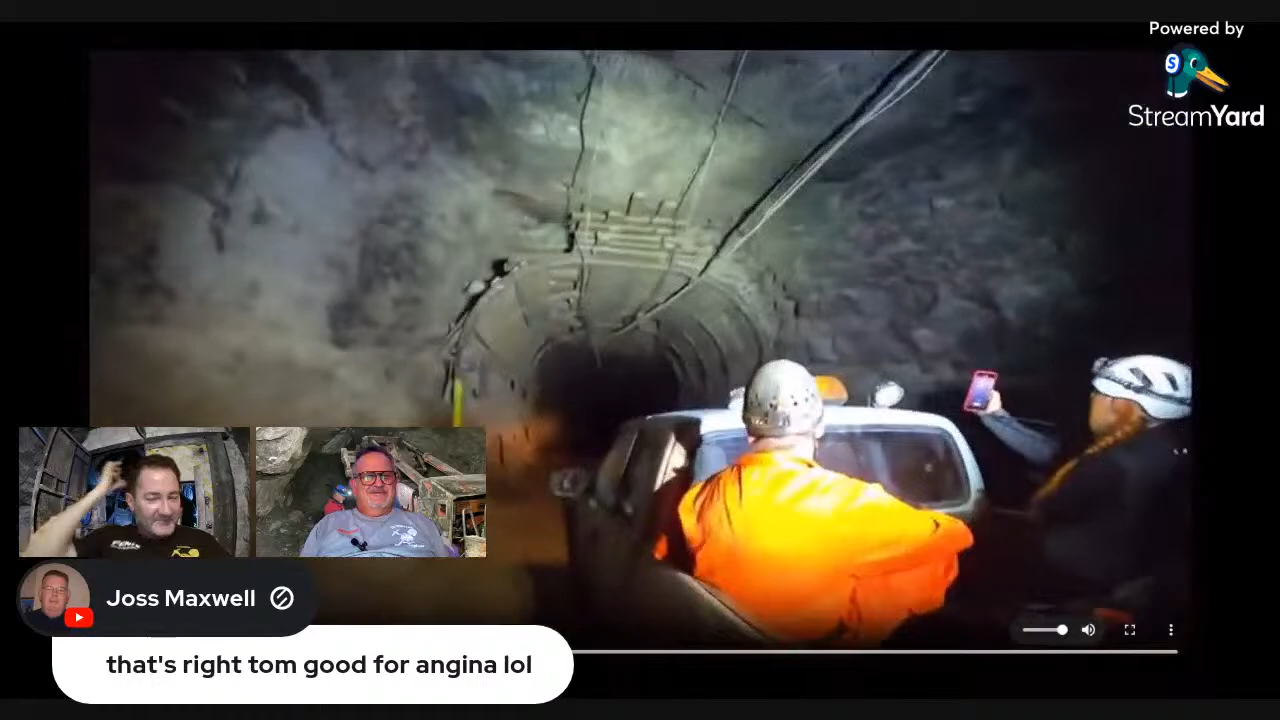 Powered by
S
StreamYard
Joss Maxwell
that's right tom good for angina lol